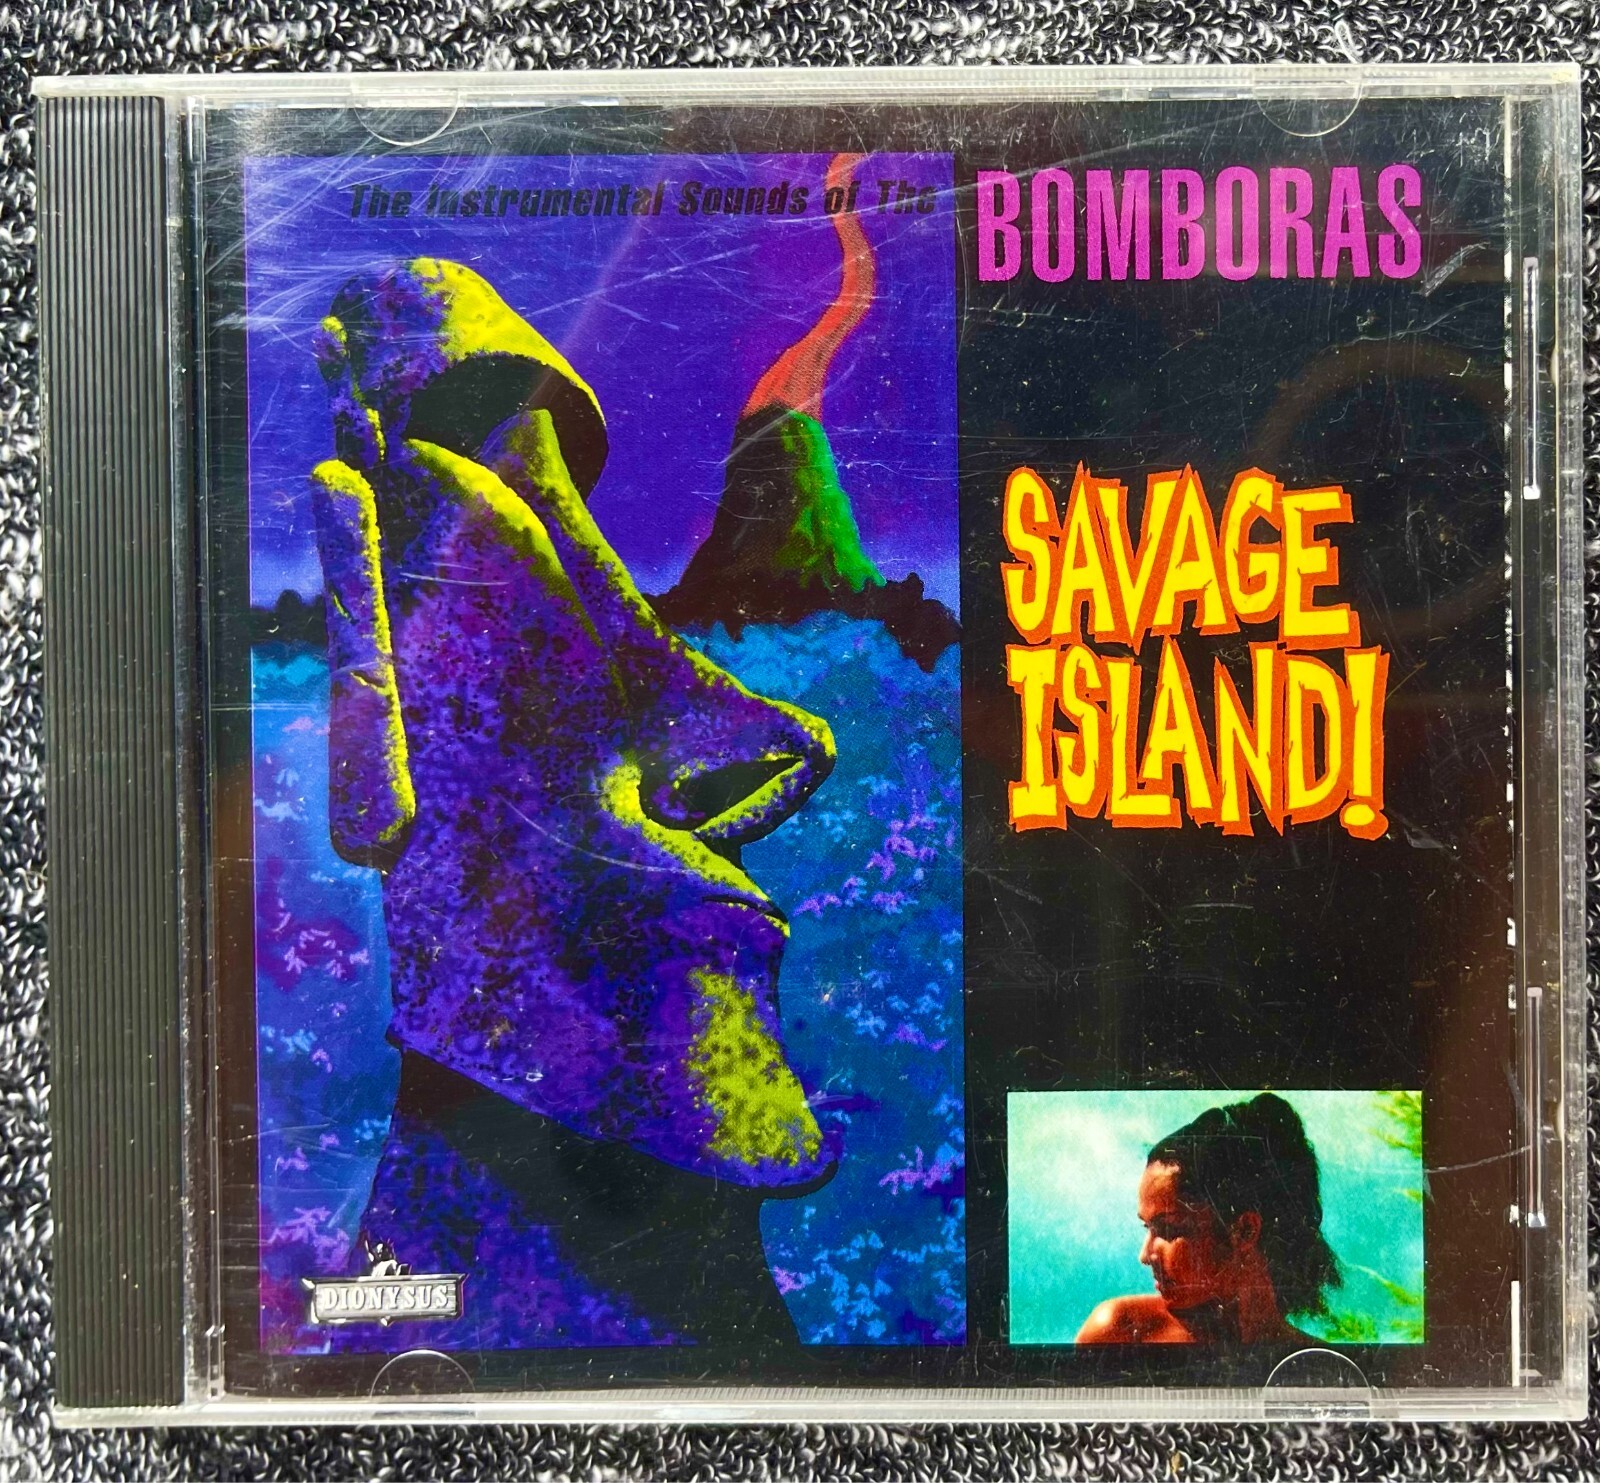 The Instrumental Sounds of The
BOMBORAS
SAVAGE
ISLAND!
DIONYSUS